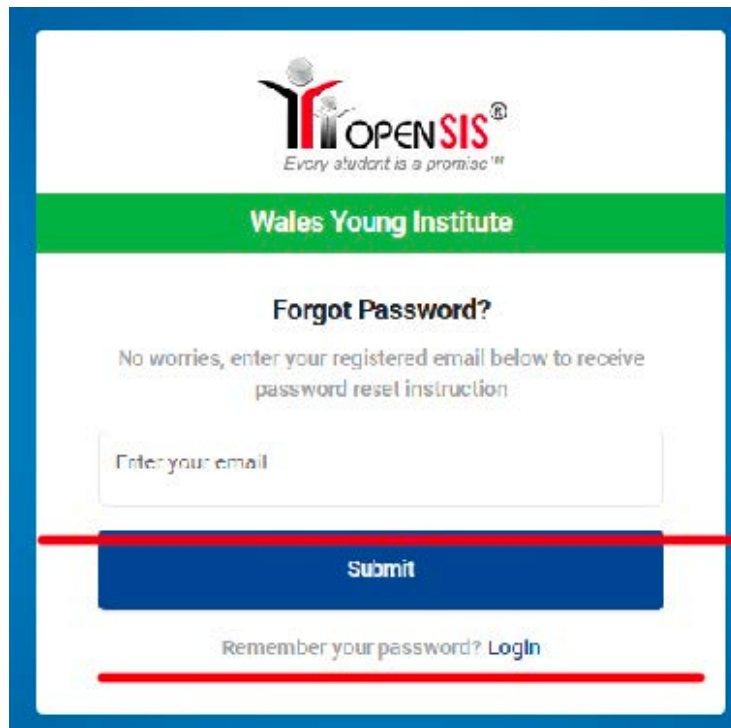 OPENSIS®
Every student is a promise™
Wales Young Institute
Forgot Password?
No worries, enter your registered email below to receive
password reset instruction
Enter your email
Submit
Remember your password? Login